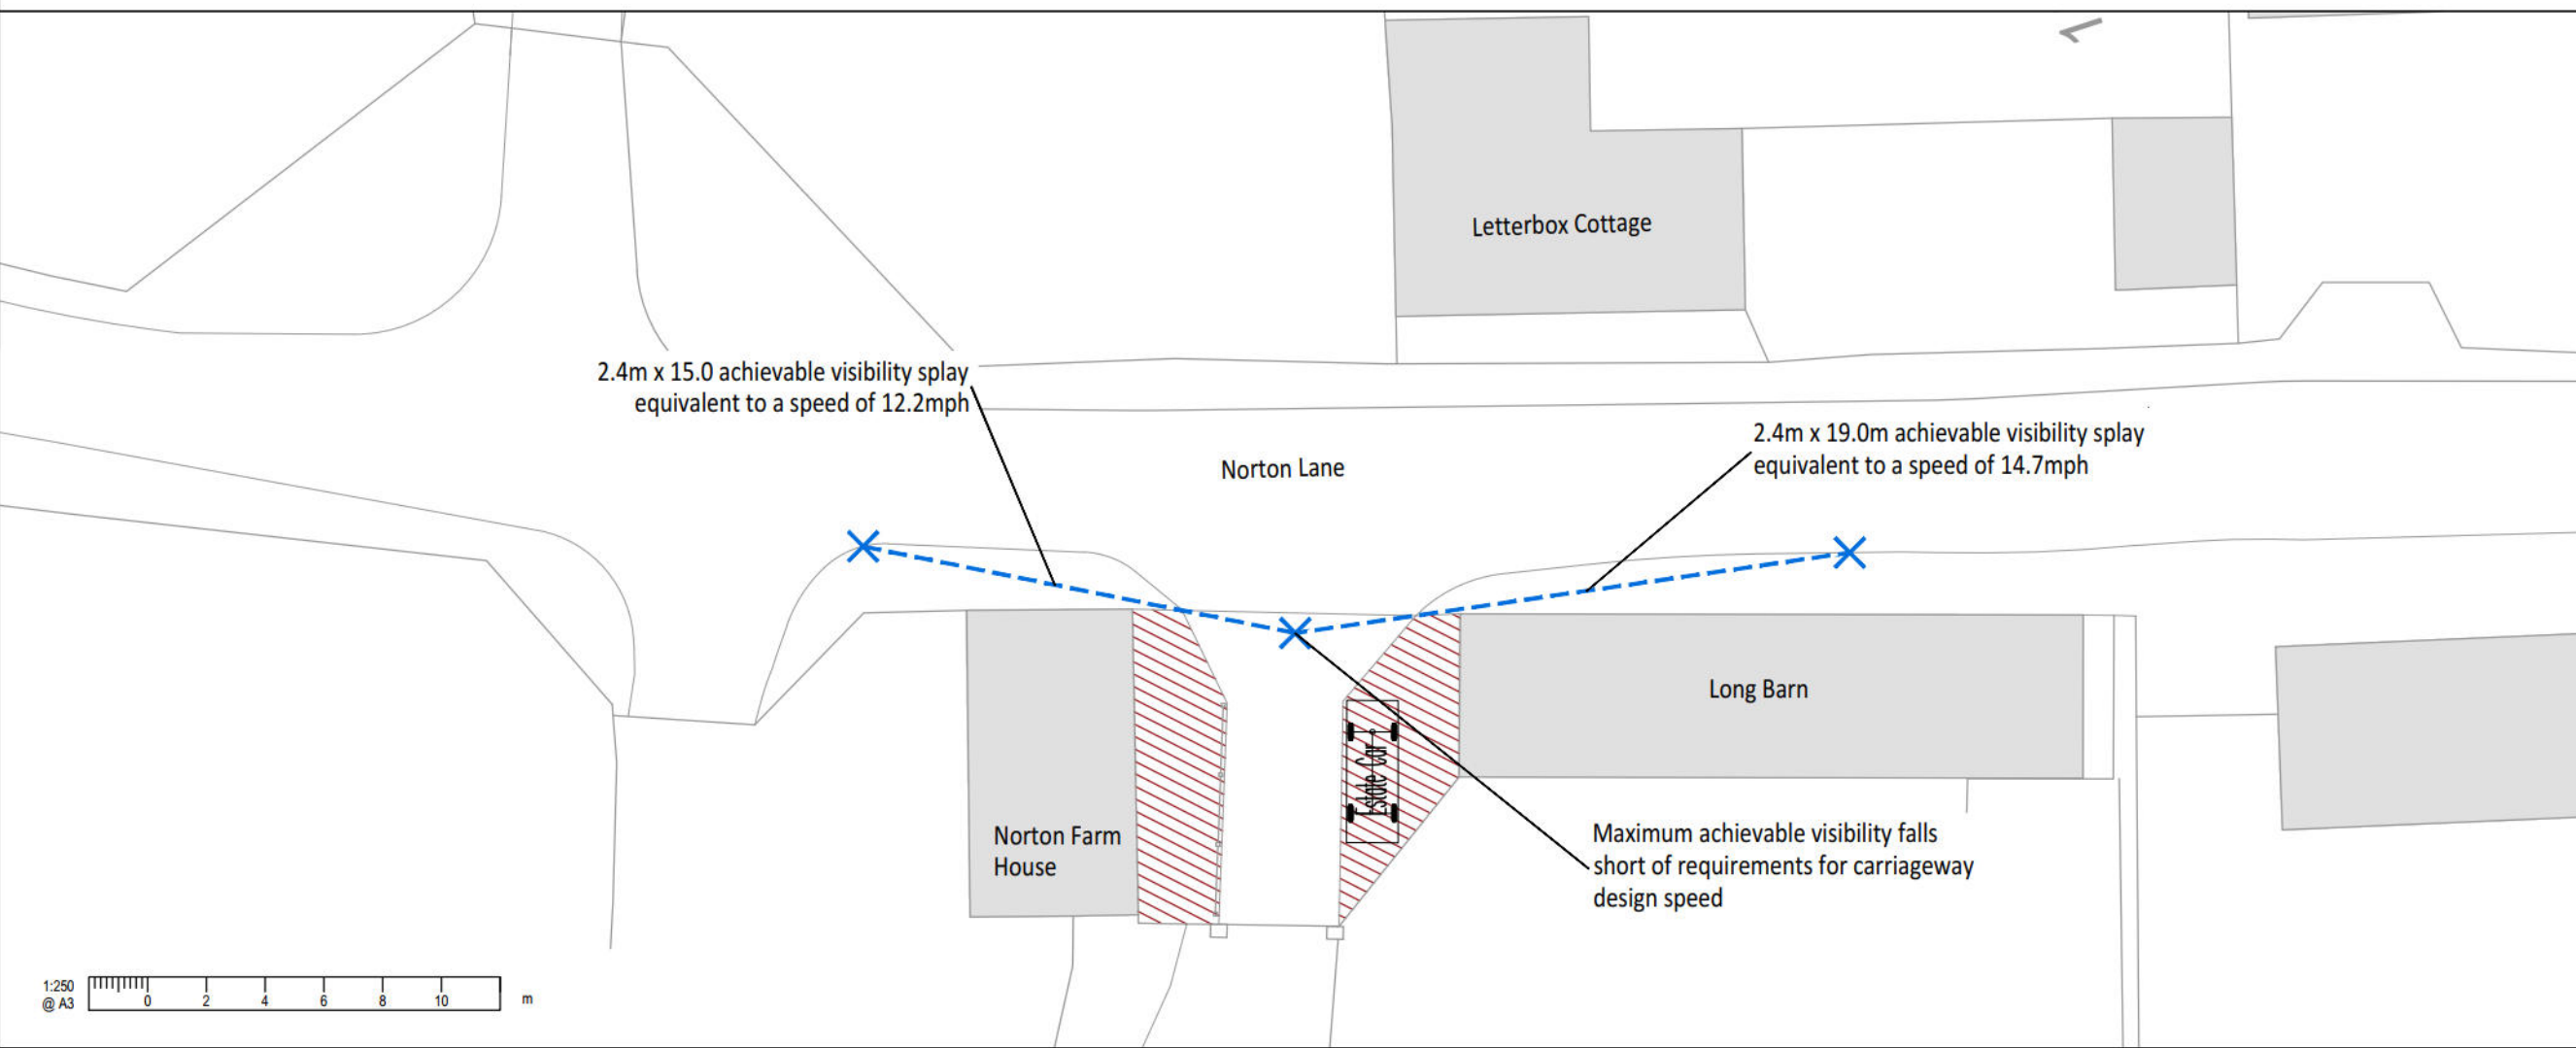 Letterbox Cottage
2.4m x 15.0 achievable visibility splay
equivalent to a speed of 12.2mph
2.4m x 19.0m achievable visibility splay
equivalent to a speed of 14.7mph
Norton Lane
Long Barn
Estate Car
Norton Farm
House
Maximum achievable visibility falls
short of requirements for carriageway
design speed
1:250
@ A3
0 2 4 6 8 10 m